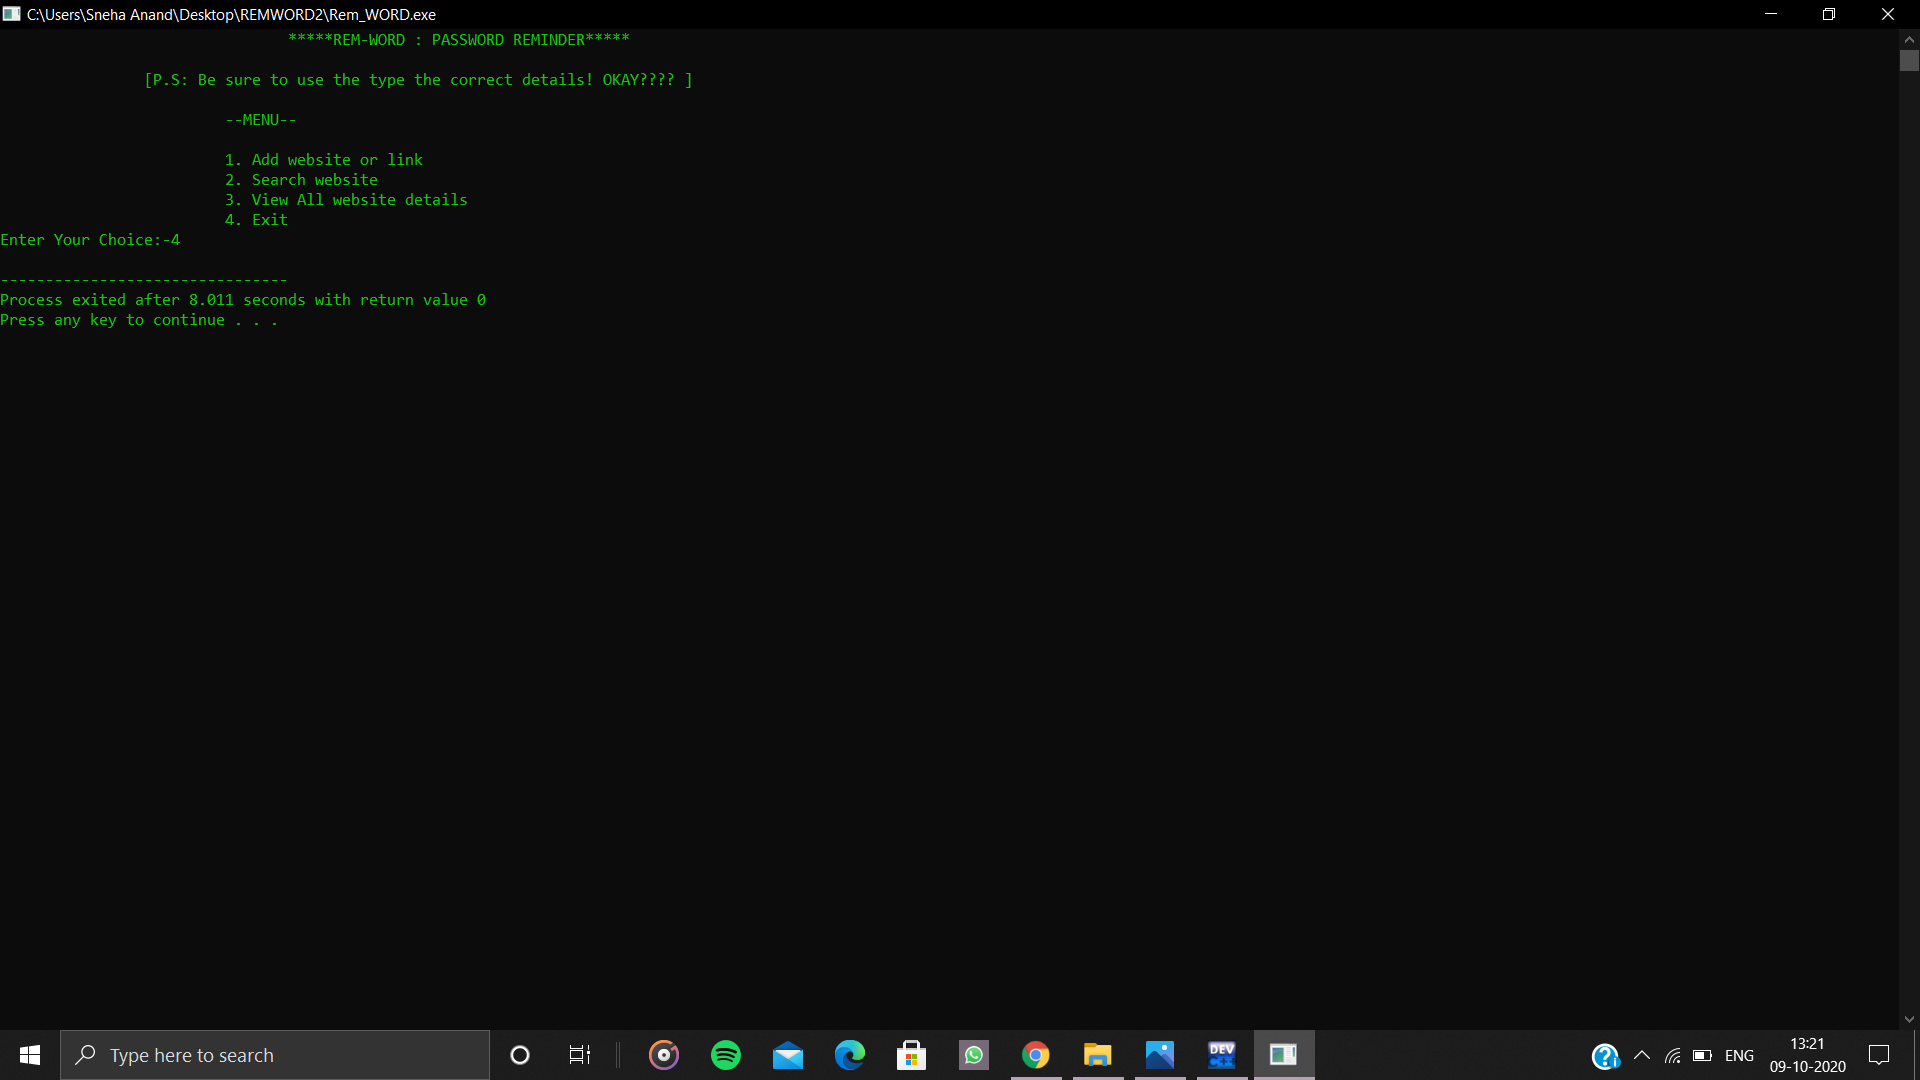 C:\Users\Sneha Anand\Desktop\REMWORD2\Rem_WORD.exe
*****REM-WORD : PASSWORD REMINDER*****
[P.S: Be sure to use the type the correct details! OKAY???? ]
--MENU--
1. Add website or link
2. Search website
3. View All website details
4. Exit
Enter Your Choice:-4
--------------------------------
Process exited after 8.011 seconds with return value 0
Press any key to continue . . .
Type here to search
DEV
C++
ENG
13:21
09-10-2020